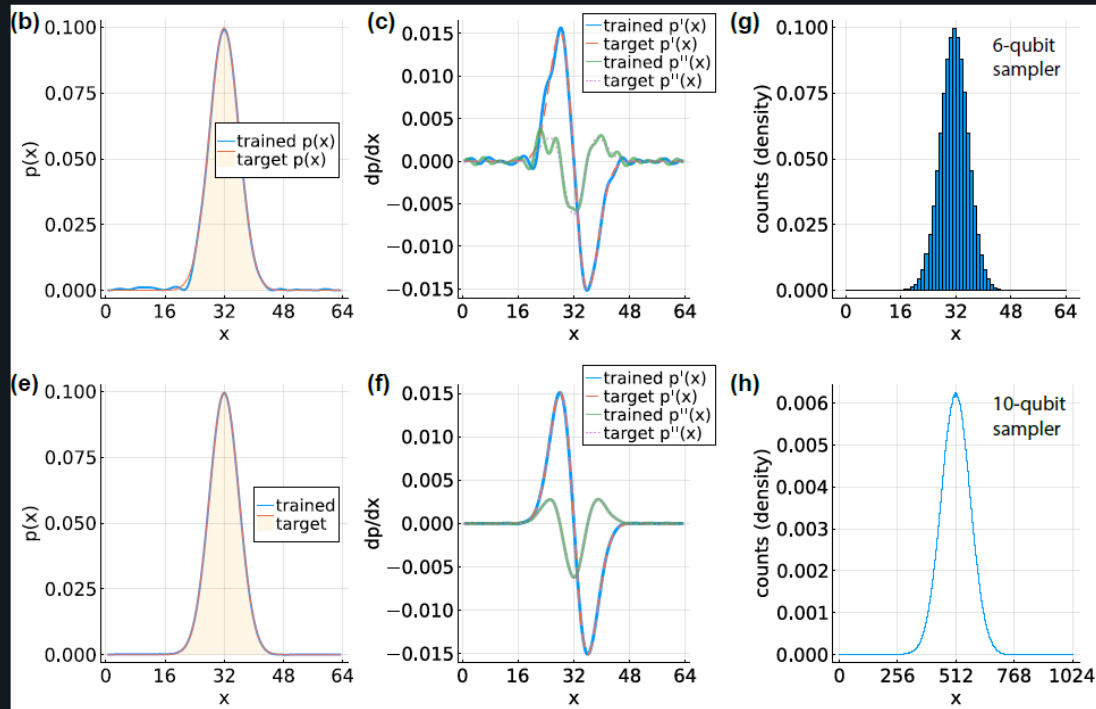 (b)
0.100
0.075
0.050
0.025
0.000
p(x)
trained p(x)
target p(x)
0 16 32 48 64
x
(c)
0.015
0.010
0.005
0.000
−0.005
−0.010
−0.015
dp/dx
trained p'(x)
target p'(x)
trained p''(x)
target p''(x)
0 16 32 48 64
x
(g)
0.100
0.075
0.050
0.025
0.000
counts (density)
6-qubit
sampler
0 16 32 48 64
x
(e)
0.100
0.075
0.050
0.025
0.000
p(x)
trained
target
0 16 32 48 64
x
(f)
0.015
0.010
0.005
0.000
−0.005
−0.010
−0.015
dp/dx
trained p'(x)
target p'(x)
trained p''(x)
target p''(x)
0 16 32 48 64
x
(h)
0.006
0.005
0.004
0.003
0.002
0.001
0.000
counts (density)
10-qubit
sampler
0 256 512 768 1024
x